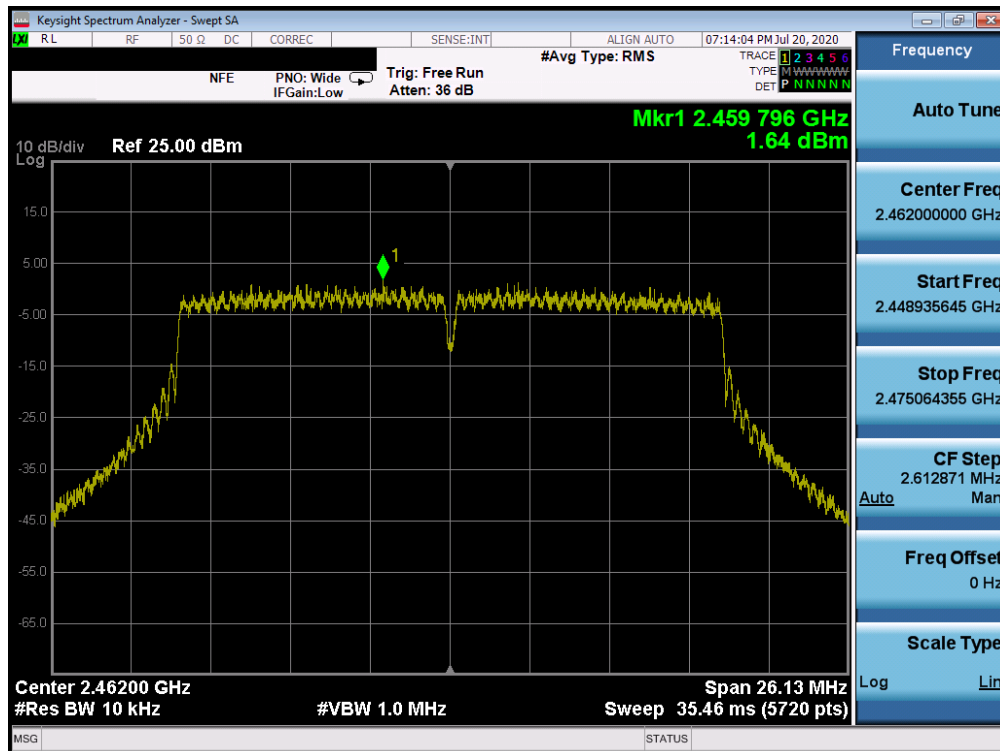 Keysight Spectrum Analyzer - Swept SA
LXI RL RF 50 Ω DC CORREC SENSE:INT ALIGN AUTO 07:14:04 PM Jul 20, 2020
Frequency
#Avg Type: RMS
TRACE 1 2 3 4 5 6
NFE PNO: Wide Trig: Free Run
TYPE M WWWWW
IFGain:Low Atten: 36 dB
DET P N N N N N
Auto Tune
Mkr1 2.459 796 GHz
1.64 dBm
10 dB/div Ref 25.00 dBm
Log
15.0
5.00
-5.00
-15.0
-25.0
-35.0
-45.0
-55.0
-65.0
1
Center Freq
2.462000000 GHz
Start Freq
2.448935645 GHz
Stop Freq
2.475064355 GHz
CF Step
2.612871 MHz
Auto Man
Freq Offset
0 Hz
Scale Type
Log Lin
Center 2.46200 GHz Span 26.13 MHz
#Res BW 10 kHz #VBW 1.0 MHz Sweep 35.46 ms (5720 pts)
MSG STATUS